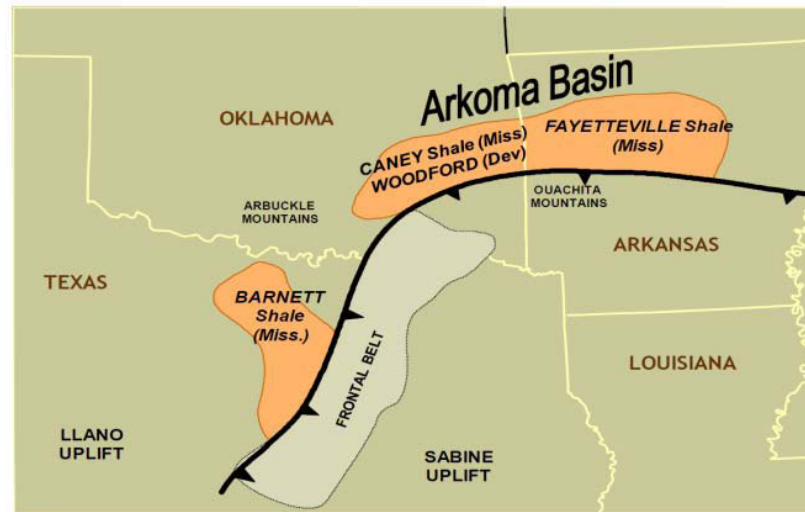 Arkoma Basin
OKLAHOMA
FAYETTEVILLE Shale
(Miss)
CANEY Shale (Miss)
WOODFORD (Dev)
ARBUCKLE
MOUNTAINS
OUACHITA
MOUNTAINS
ARKANSAS
TEXAS
BARNETT
Shale
(Miss.)
FRONTAL BELT
LOUISIANA
LLANO
UPLIFT
SABINE
UPLIFT